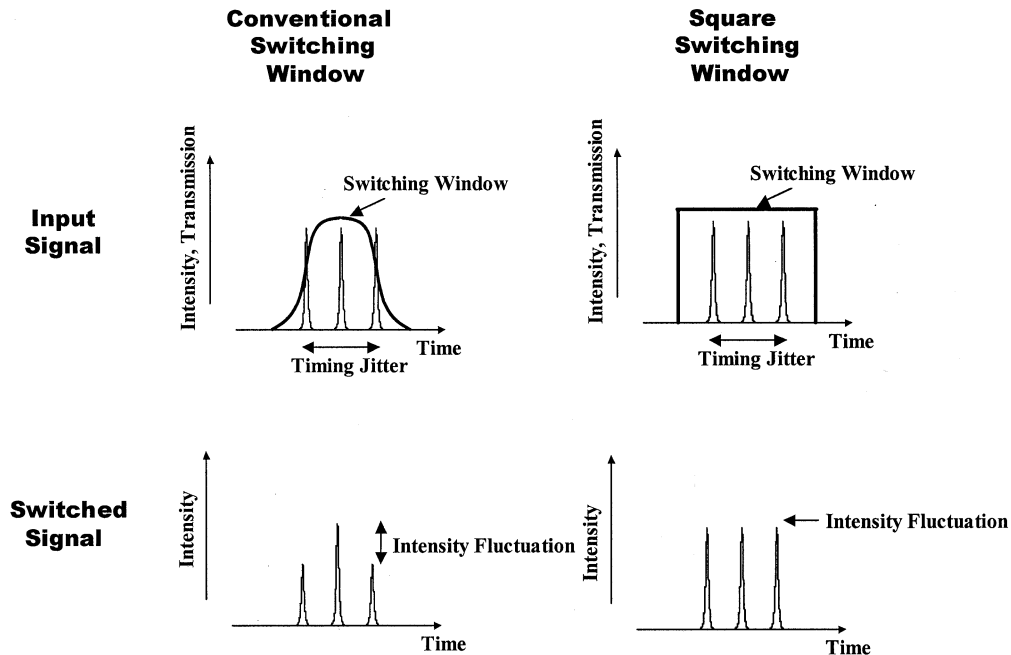 Conventional
Switching
Window
Square
Switching
Window
Input
Signal
Intensity, Transmission
Switching Window
Time
Timing Jitter
Intensity, Transmission
Switching Window
Time
Timing Jitter
Switched
Signal
Intensity
Intensity Fluctuation
Time
Intensity
Intensity Fluctuation
Time